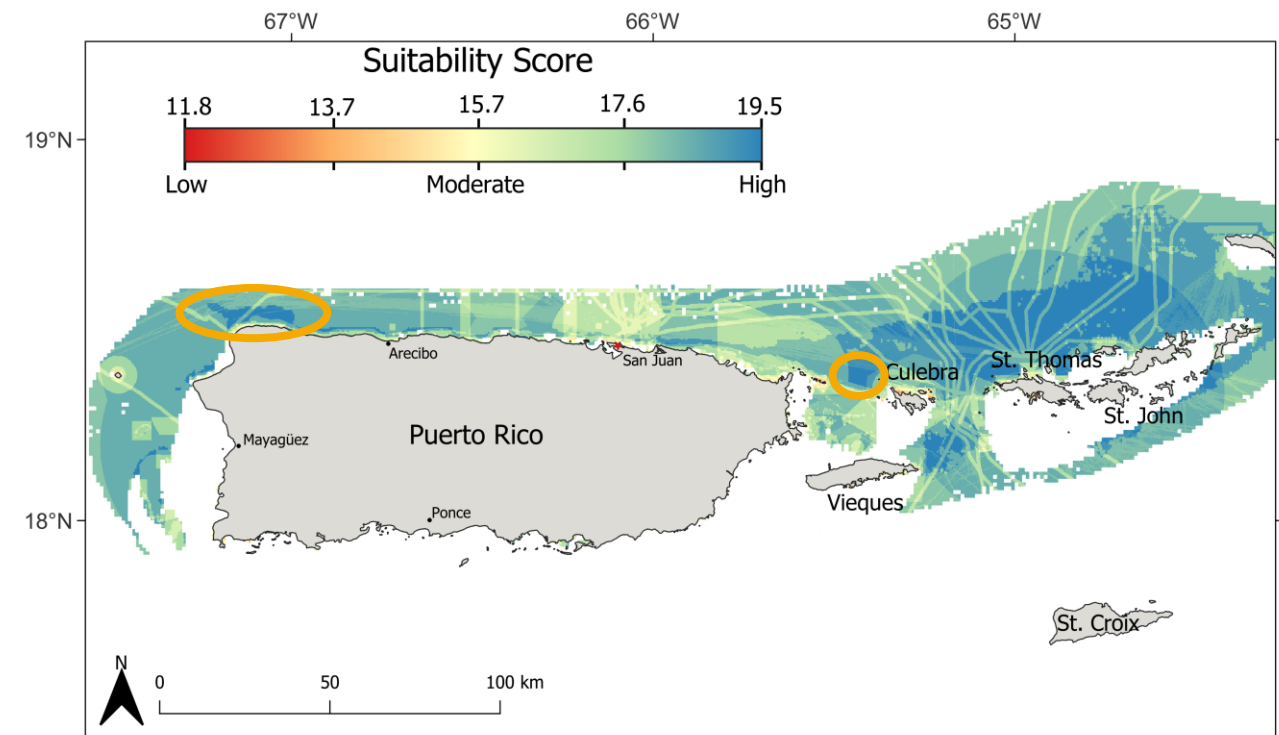 67°W 66°W 65°W
Suitability Score
11.8 13.7 15.7 17.6 19.5
19°N
Low Moderate High
Arecibo
San Juan
Culebra
St. Thomas
St. John
Puerto Rico
Mayagüez
Vieques
Ponce
18°N
St. Croix
N
0 50 100 km